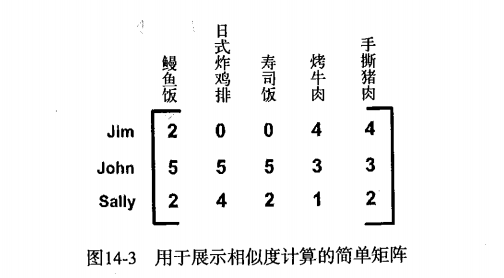 鳗鱼饭 日式炸鸡排 寿司饭 烤牛肉 手撕猪肉
Jim 2 0 0 4 4
John 5 5 5 3 3
Sally 2 4 2 1 2
图14-3 用于展示相似度计算的简单矩阵